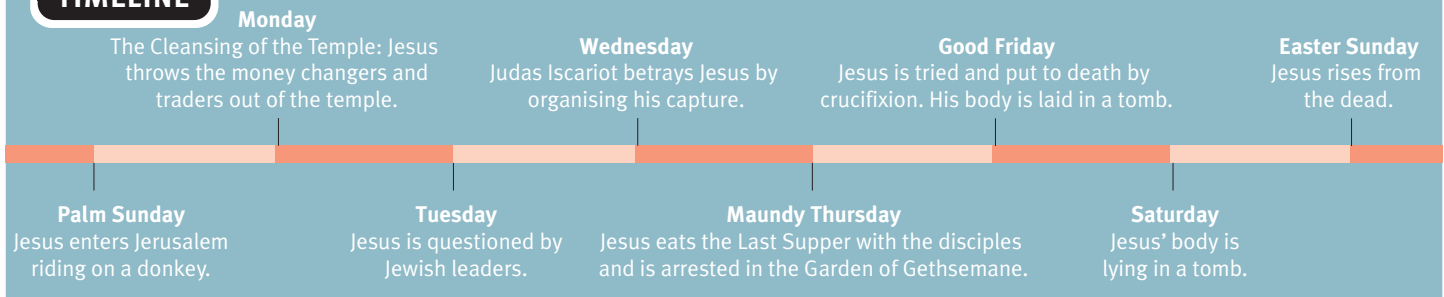 TIMELINE
Monday
The Cleansing of the Temple: Jesus
throws the money changers and
traders out of the temple.
Wednesday
Judas Iscariot betrays Jesus by
organising his capture.
Good Friday
Jesus is tried and put to death by
crucifixion. His body is laid in a tomb.
Easter Sunday
Jesus rises from
the dead.
Palm Sunday
Jesus enters Jerusalem
riding on a donkey.
Tuesday
Jesus is questioned by
Jewish leaders.
Maundy Thursday
Jesus eats the Last Supper with the disciples
and is arrested in the Garden of Gethsemane.
Saturday
Jesus’ body is
lying in a tomb.